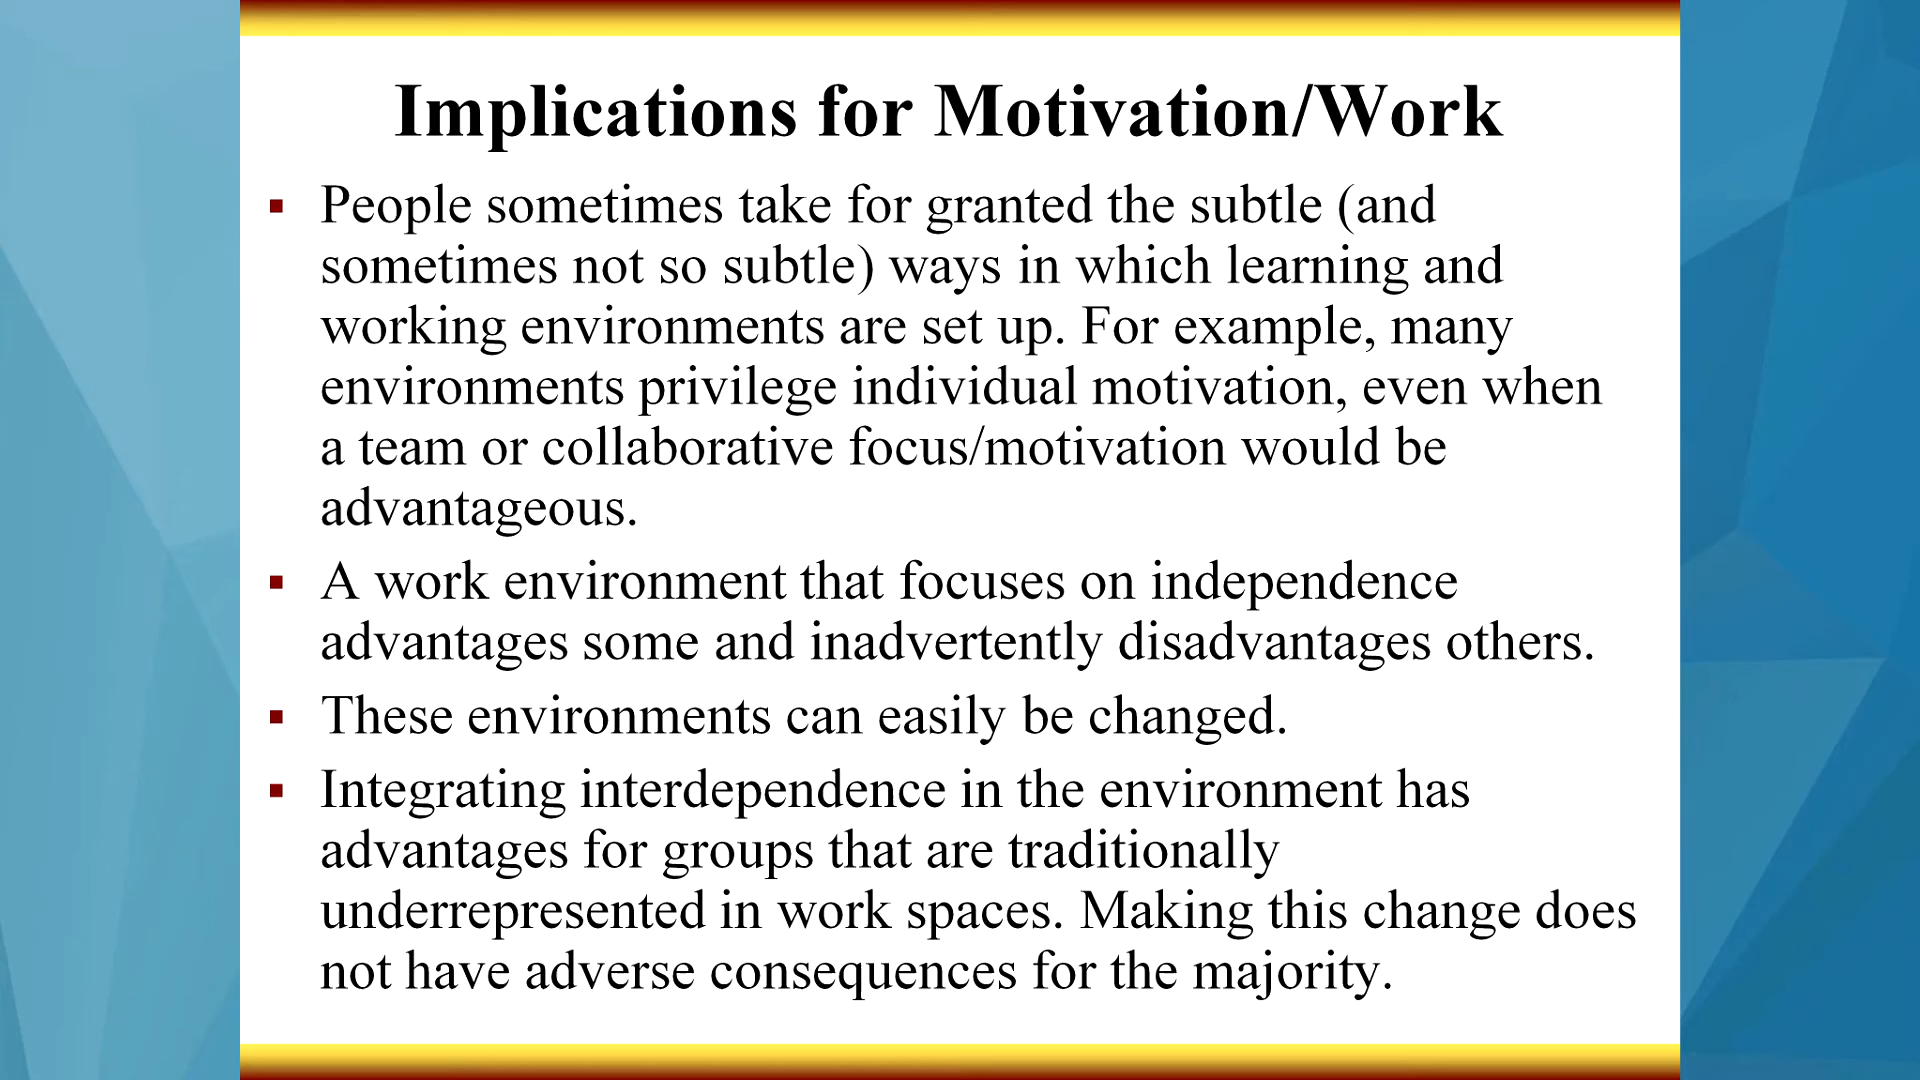 Implications for Motivation/Work
▪ People sometimes take for granted the subtle (and
sometimes not so subtle) ways in which learning and
working environments are set up. For example, many
environments privilege individual motivation, even when
a team or collaborative focus/motivation would be
advantageous.
▪ A work environment that focuses on independence
advantages some and inadvertently disadvantages others.
▪ These environments can easily be changed.
▪ Integrating interdependence in the environment has
advantages for groups that are traditionally
underrepresented in work spaces. Making this change does
not have adverse consequences for the majority.